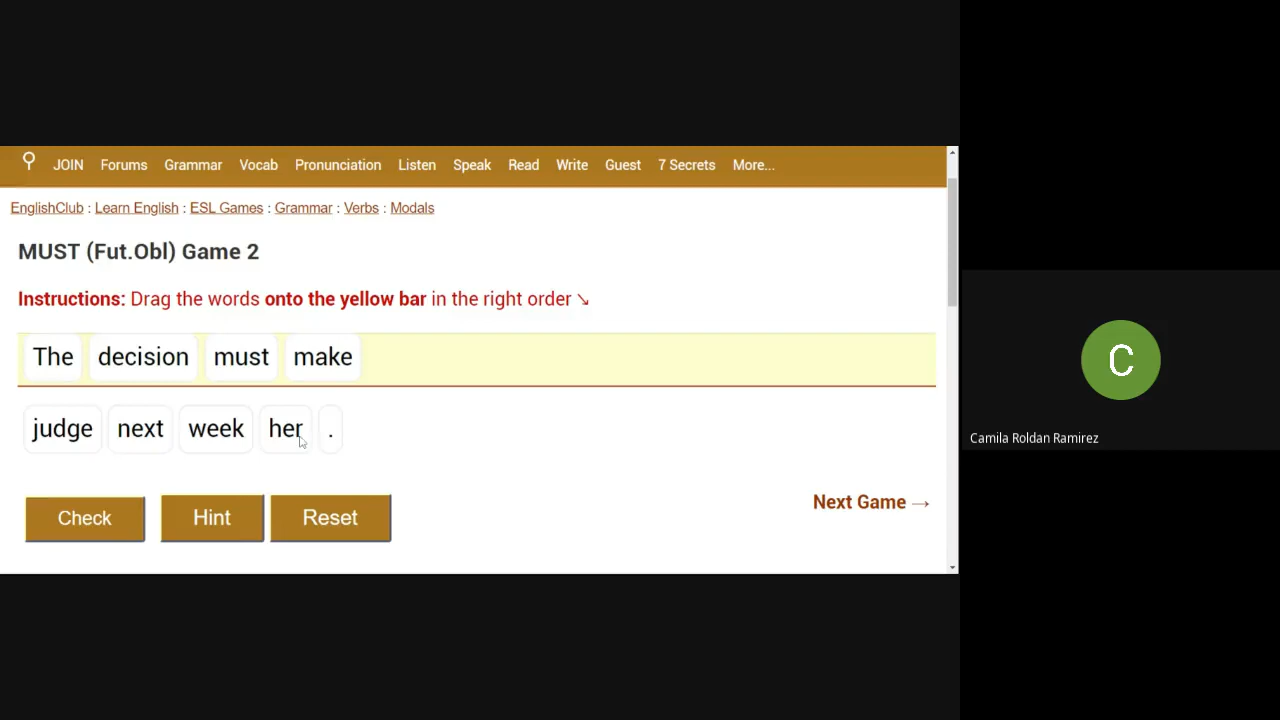 JOIN Forums Grammar Vocab Pronunciation Listen Speak Read Write Guest 7 Secrets More...
EnglishClub : Learn English : ESL Games : Grammar : Verbs : Modals
MUST (Fut.Obl) Game 2
Instructions: Drag the words onto the yellow bar in the right order ↘
The decision must make
judge next week her .
Check Hint Reset
Next Game →
C
Camila Roldan Ramirez